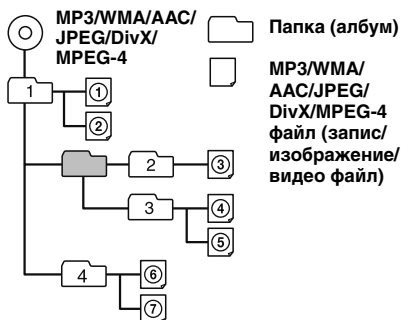 MP3/WMA/AAC/
JPEG/DivX/
MPEG-4
Папка (альбом)
MP3/WMA/
AAC/JPEG/
DivX/MPEG-4
файл (запис/
изображение/
видео файл)
1
①
②
2
③
3
④
⑤
4
⑥
⑦